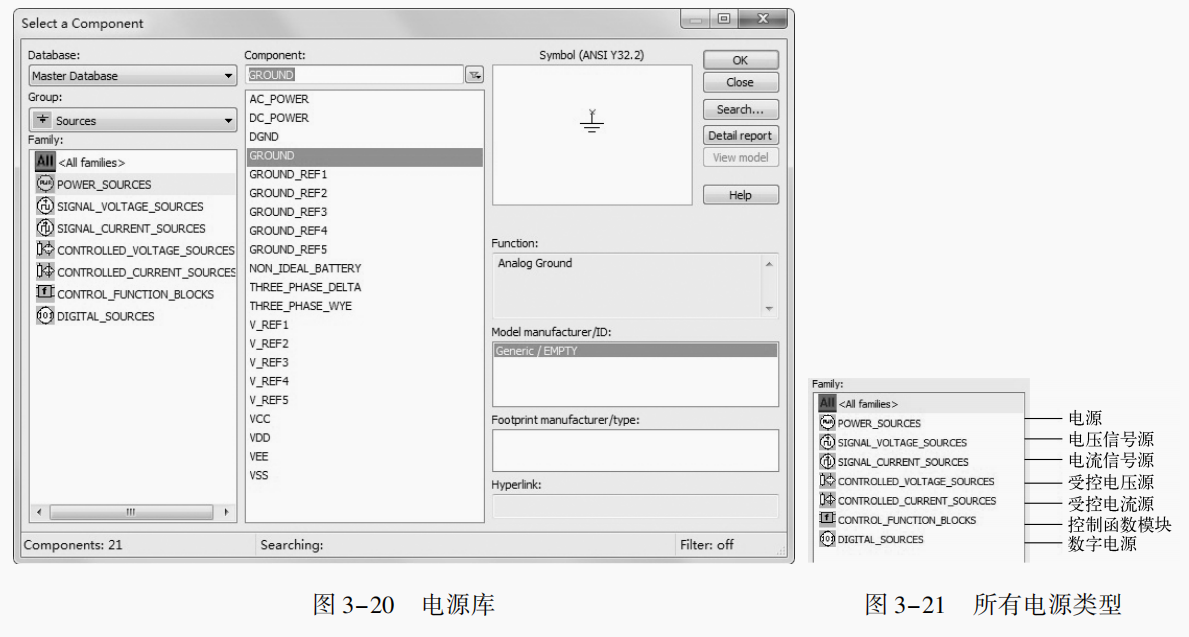 Select a Component
Database:
Master Database
Group:
Sources
Family:
All <All families>
POWER_SOURCES
SIGNAL_VOLTAGE_SOURCES
SIGNAL_CURRENT_SOURCES
CONTROLLED_VOLTAGE_SOURCES
CONTROLLED_CURRENT_SOURCES
CONTROL_FUNCTION_BLOCKS
DIGITAL_SOURCES
Component:
GROUND
AC_POWER
DC_POWER
DGND
GROUND
GROUND_REF1
GROUND_REF2
GROUND_REF3
GROUND_REF4
GROUND_REF5
NON_IDEAL_BATTERY
THREE_PHASE_DELTA
THREE_PHASE_WYE
V_REF1
V_REF2
V_REF3
V_REF4
V_REF5
VCC
VDD
VEE
VSS
Symbol (ANSI Y32.2)
OK
Close
Search...
Detail report
View model
Help
Function:
Analog Ground
Model manufacturer/ID:
Generic / EMPTY
Footprint manufacturer/type:
Hyperlink:
Components: 21
Searching:
Filter: off
图 3-20 电源库
Family:
All <All families>
POWER_SOURCES
SIGNAL_VOLTAGE_SOURCES
SIGNAL_CURRENT_SOURCES
CONTROLLED_VOLTAGE_SOURCES
CONTROLLED_CURRENT_SOURCES
CONTROL_FUNCTION_BLOCKS
DIGITAL_SOURCES
电源
电压信号源
电流信号源
受控电压源
受控电流源
控制函数模块
数字电源
图 3-21 所有电源类型